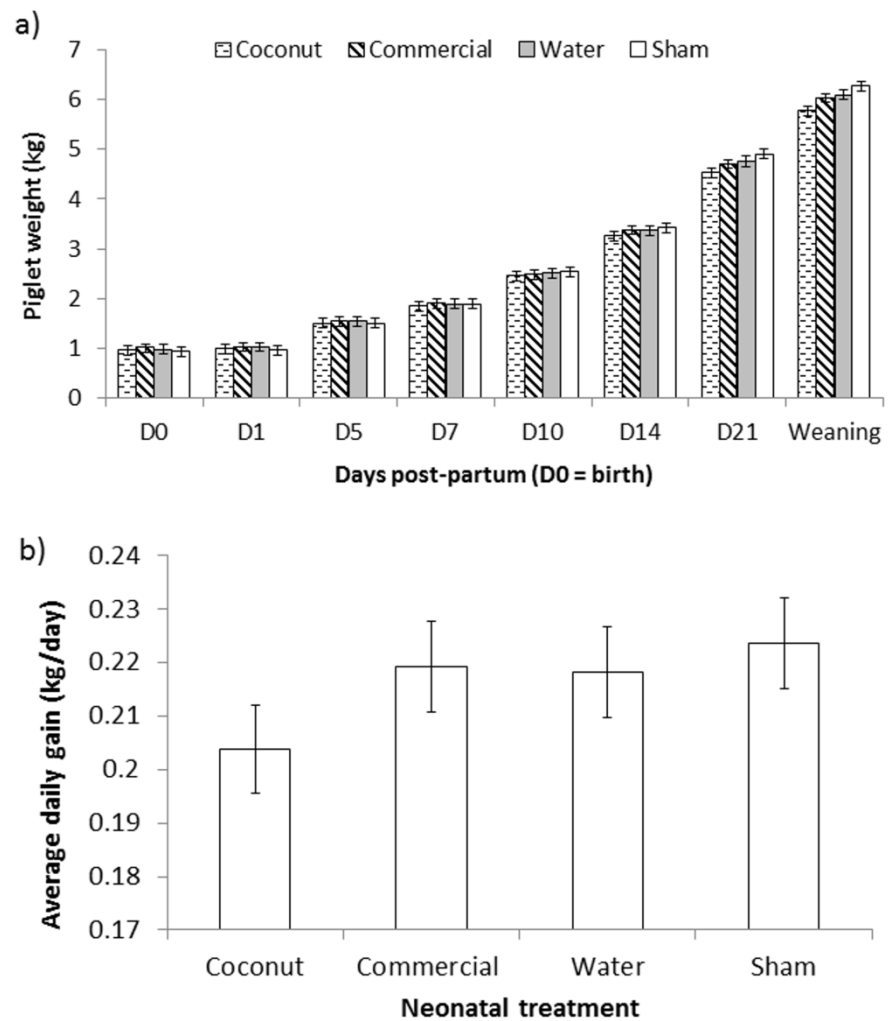 a)
Coconut Commercial Water Sham
7
6
5
4
3
2
1
0
Piglet weight (kg)
D0 D1 D5 D7 D10 D14 D21 Weaning
Days post-partum (D0 = birth)
b)
0.24
0.23
0.22
0.21
0.2
0.19
0.18
0.17
Average daily gain (kg/day)
Coconut Commercial Water Sham
Neonatal treatment